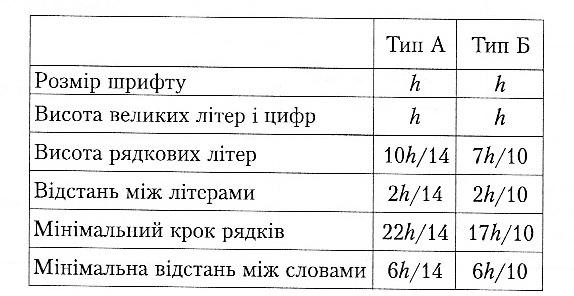 Тип А Тип Б
Розмір шрифту h h
Висота великих літер і цифр h h
Висота рядкових літер 10h/14 7h/10
Відстань між літерами 2h/14 2h/10
Мінімальний крок рядків 22h/14 17h/10
Мінімальна відстань між словами 6h/14 6h/10